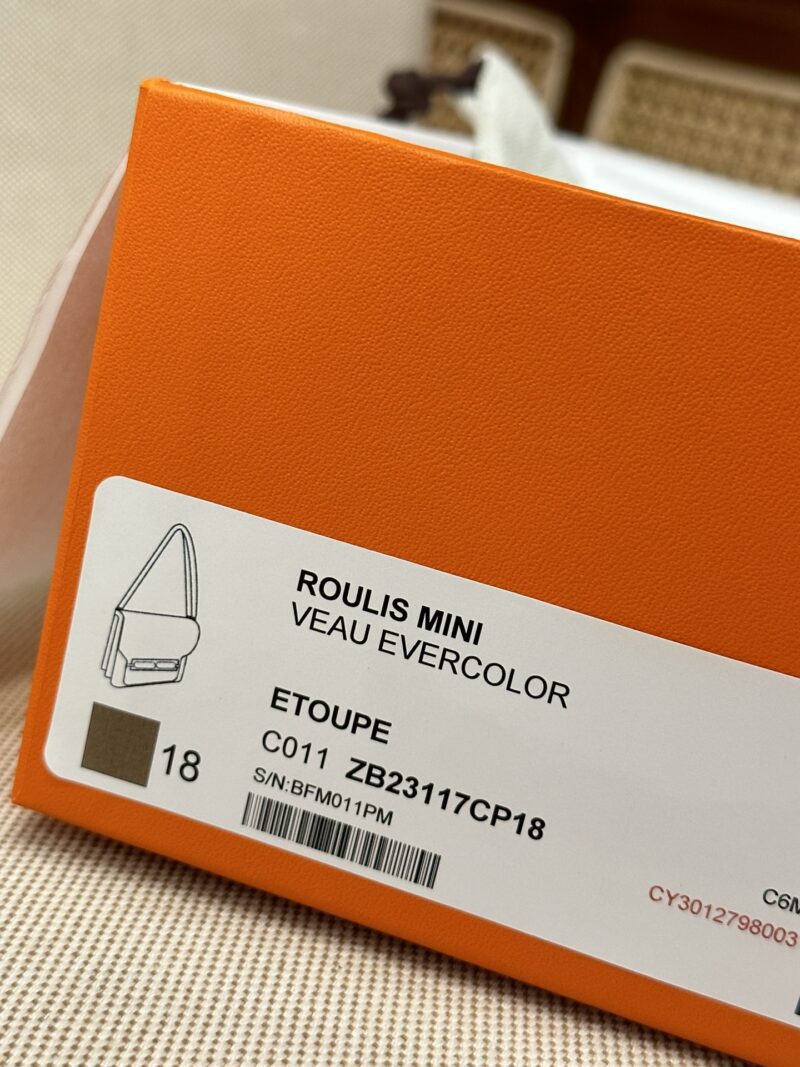 ROULIS MINI
VEAU EVERCOLOR
ETOUPE
18
C011 ZB23117CP18
S/N:BFM011PM
C6M
CY3012798003